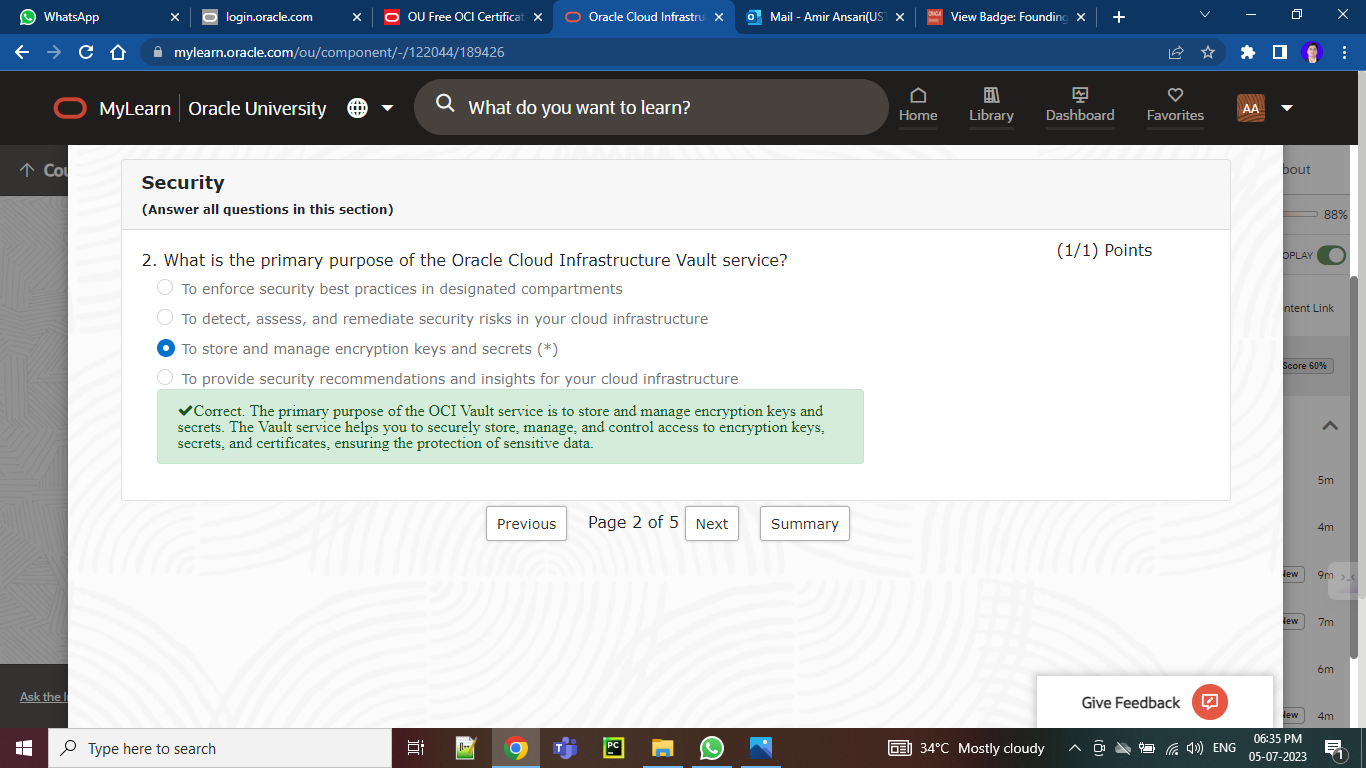 WhatsApp
login.oracle.com
OU Free OCI Certificat
Oracle Cloud Infrastru
Mail - Amir Ansari(US
View Badge: Founding
mylearn.oracle.com/ou/component/-/122044/189426
MyLearn Oracle University
What do you want to learn?
Home
Library
Dashboard
Favorites
AA
Cou
bout
88%
OPLAY
ntent Link
Score 60%
5m
4m
New 9m
New 7m
6m
New 4m
Security
(Answer all questions in this section)
2. What is the primary purpose of the Oracle Cloud Infrastructure Vault service?
(1/1) Points
To enforce security best practices in designated compartments
To detect, assess, and remediate security risks in your cloud infrastructure
To store and manage encryption keys and secrets (*)
To provide security recommendations and insights for your cloud infrastructure
Correct. The primary purpose of the OCI Vault service is to store and manage encryption keys and
secrets. The Vault service helps you to securely store, manage, and control access to encryption keys,
secrets, and certificates, ensuring the protection of sensitive data.
Previous
Page 2 of 5
Next
Summary
Ask the I
Give Feedback
Type here to search
PC
34°C Mostly cloudy
ENG
06:35 PM
05-07-2023
1